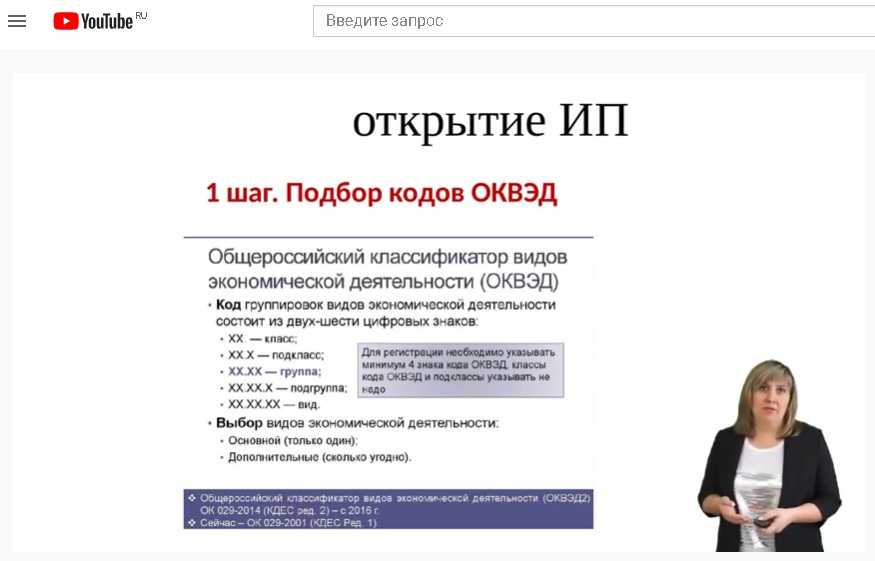 YouTube RU
Введите запрос
открытие ИП
1 шаг. Подбор кодов ОКВЭД
Общероссийский классификатор видов
экономической деятельности (ОКВЭД)
• Код группировок видов экономической деятельности
состоит из двух-шести цифровых знаков:
• XX. — класс;
• XX.X — подкласс;
• XX.XX — группа;
• XX.XX.X — подгруппа;
• XX.XX.XX — вид.
Для регистрации необходимо указывать
минимум 4 знака кода ОКВЭД, классы
кода ОКВЭД и подклассы указывать не
надо
• Выбор видов экономической деятельности:
• Основной (только один);
• Дополнительные (сколько угодно).
❖ Общероссийский классификатор видов экономической деятельности (ОКВЭД2)
ОК 029-2014 (КДЕС ред. 2) – с 2016 г.
❖ Сейчас – ОК 029-2001 (КДЕС Ред. 1)